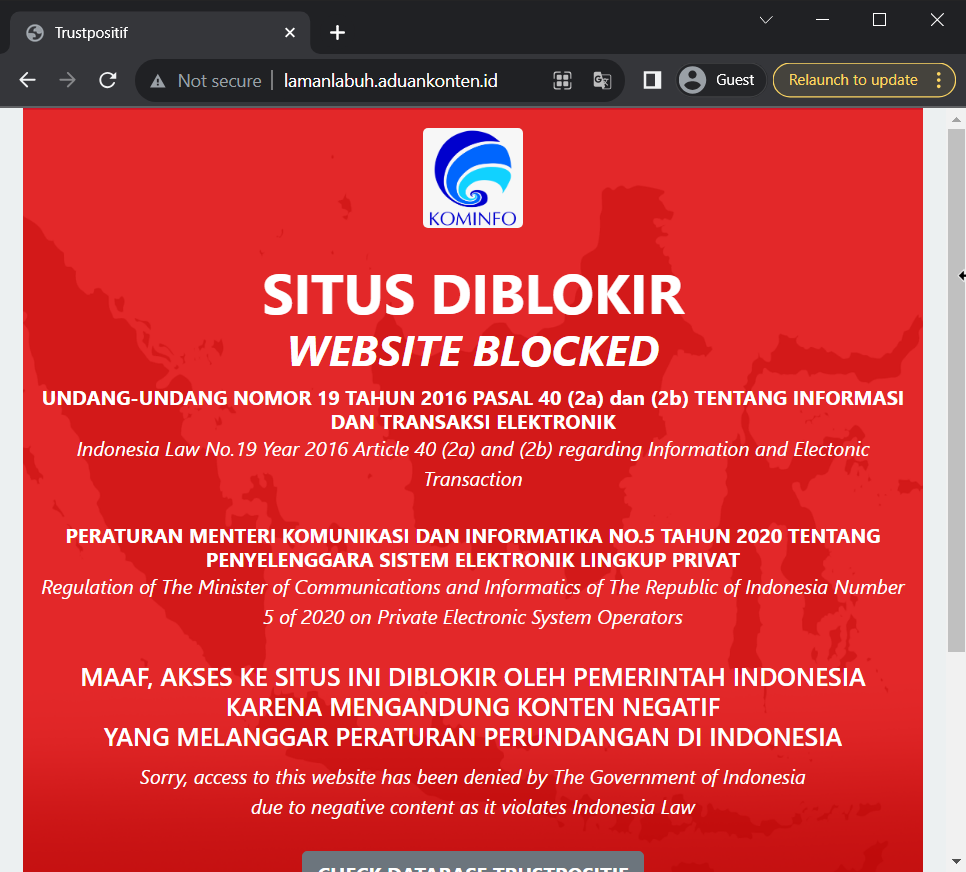 Trustpositif
Not secure
lamanlabuh.aduankonten.id
Guest
Relaunch to update
KOMINFO
SITUS DIBLOKIR
WEBSITE BLOCKED
UNDANG-UNDANG NOMOR 19 TAHUN 2016 PASAL 40 (2a) dan (2b) TENTANG INFORMASI
DAN TRANSAKSI ELEKTRONIK
Indonesia Law No.19 Year 2016 Article 40 (2a) and (2b) regarding Information and Electonic
Transaction
PERATURAN MENTERI KOMUNIKASI DAN INFORMATIKA NO.5 TAHUN 2020 TENTANG
PENYELENGGARA SISTEM ELEKTRONIK LINGKUP PRIVAT
Regulation of The Minister of Communications and Informatics of The Republic of Indonesia Number
5 of 2020 on Private Electronic System Operators
MAAF, AKSES KE SITUS INI DIBLOKIR OLEH PEMERINTAH INDONESIA
KARENA MENGANDUNG KONTEN NEGATIF
YANG MELANGGAR PERATURAN PERUNDANGAN DI INDONESIA
Sorry, access to this website has been denied by The Government of Indonesia
due to negative content as it violates Indonesia Law
CHECK DATABASE TRUSTPOSITIF